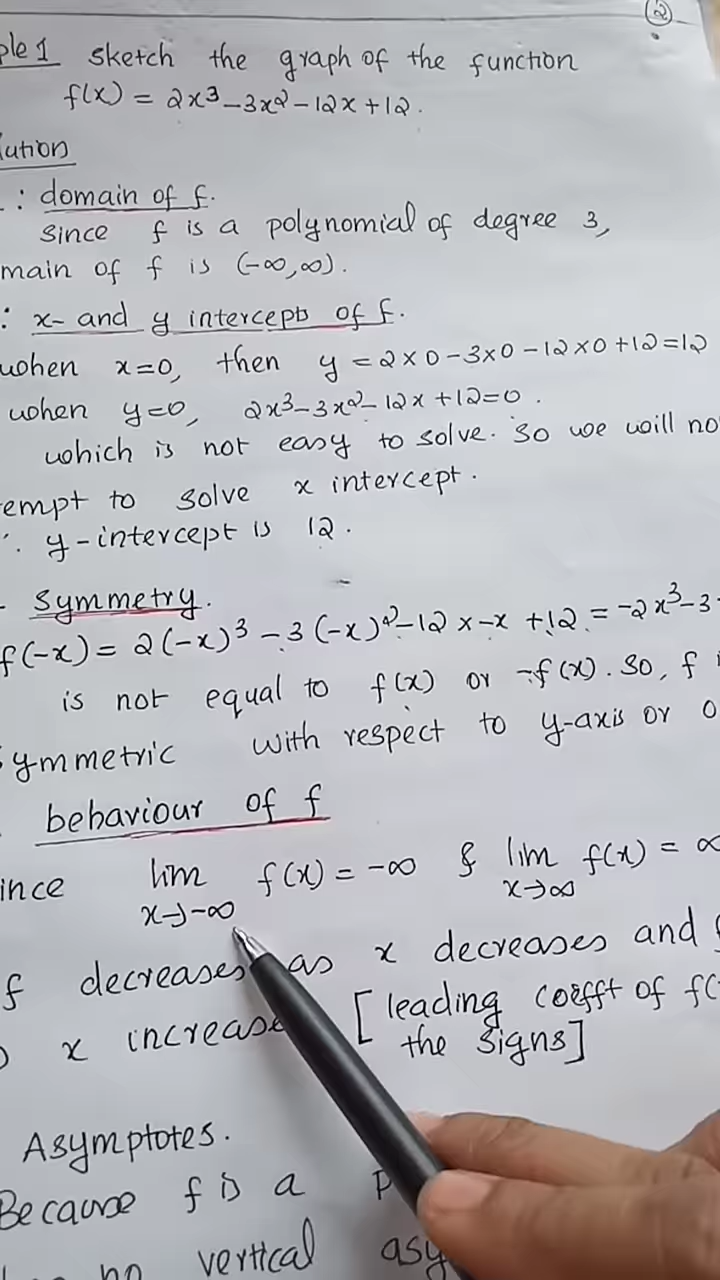 2
ple 1 Sketch the graph of the function
f(x) = 2x³-3x²-12x+12.
lution
: domain of f.
Since f is a polynomial of degree 3,
main of f is (-∞,∞).
: x- and y intercepts of f.
when x=0, then y = 2×0-3×0-12×0+12=12
when y=0, 2x³-3x²-12x+12=0.
which is not easy to solve. So we will no
empt to solve x intercept.
∴ y-intercept is 12.
- Symmetry.
f(-x) = 2(-x)³-3(-x)²-12×-x+12 = -2x³-3
is not equal to f(x) or -f(x). So, f i
symmetric with respect to y-axis or o
behaviour of f
ince lim x→-∞ f(x) = -∞ & lim x→∞ f(x) = ∞
f decreases as x decreases and f
x increase [leading coefft of f(
the signs]
Asymptotes.
Because f is a p
no vertical asy